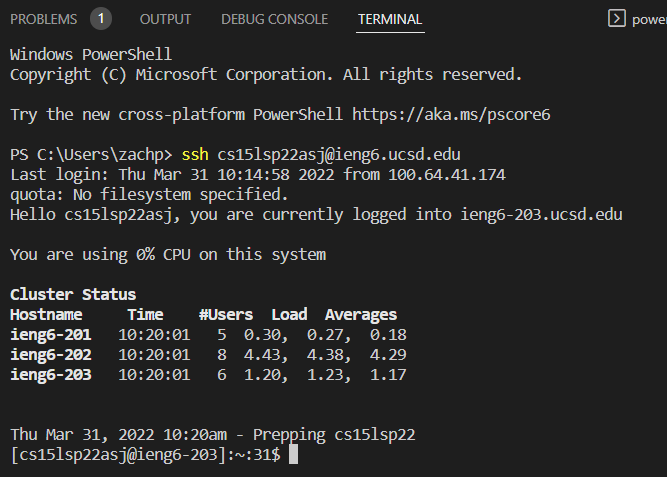 PROBLEMS 1 OUTPUT DEBUG CONSOLE TERMINAL power
Windows PowerShell
Copyright (C) Microsoft Corporation. All rights reserved.
Try the new cross-platform PowerShell https://aka.ms/pscore6
PS C:\Users\zachp> ssh cs15lsp22asj@ieng6.ucsd.edu
Last login: Thu Mar 31 10:14:58 2022 from 100.64.41.174
quota: No filesystem specified.
Hello cs15lsp22asj, you are currently logged into ieng6-203.ucsd.edu
You are using 0% CPU on this system
Cluster Status
Hostname Time #Users Load Averages
ieng6-201 10:20:01 5 0.30, 0.27, 0.18
ieng6-202 10:20:01 8 4.43, 4.38, 4.29
ieng6-203 10:20:01 6 1.20, 1.23, 1.17
Thu Mar 31, 2022 10:20am - Prepping cs15lsp22
[cs15lsp22asj@ieng6-203]:~:31$